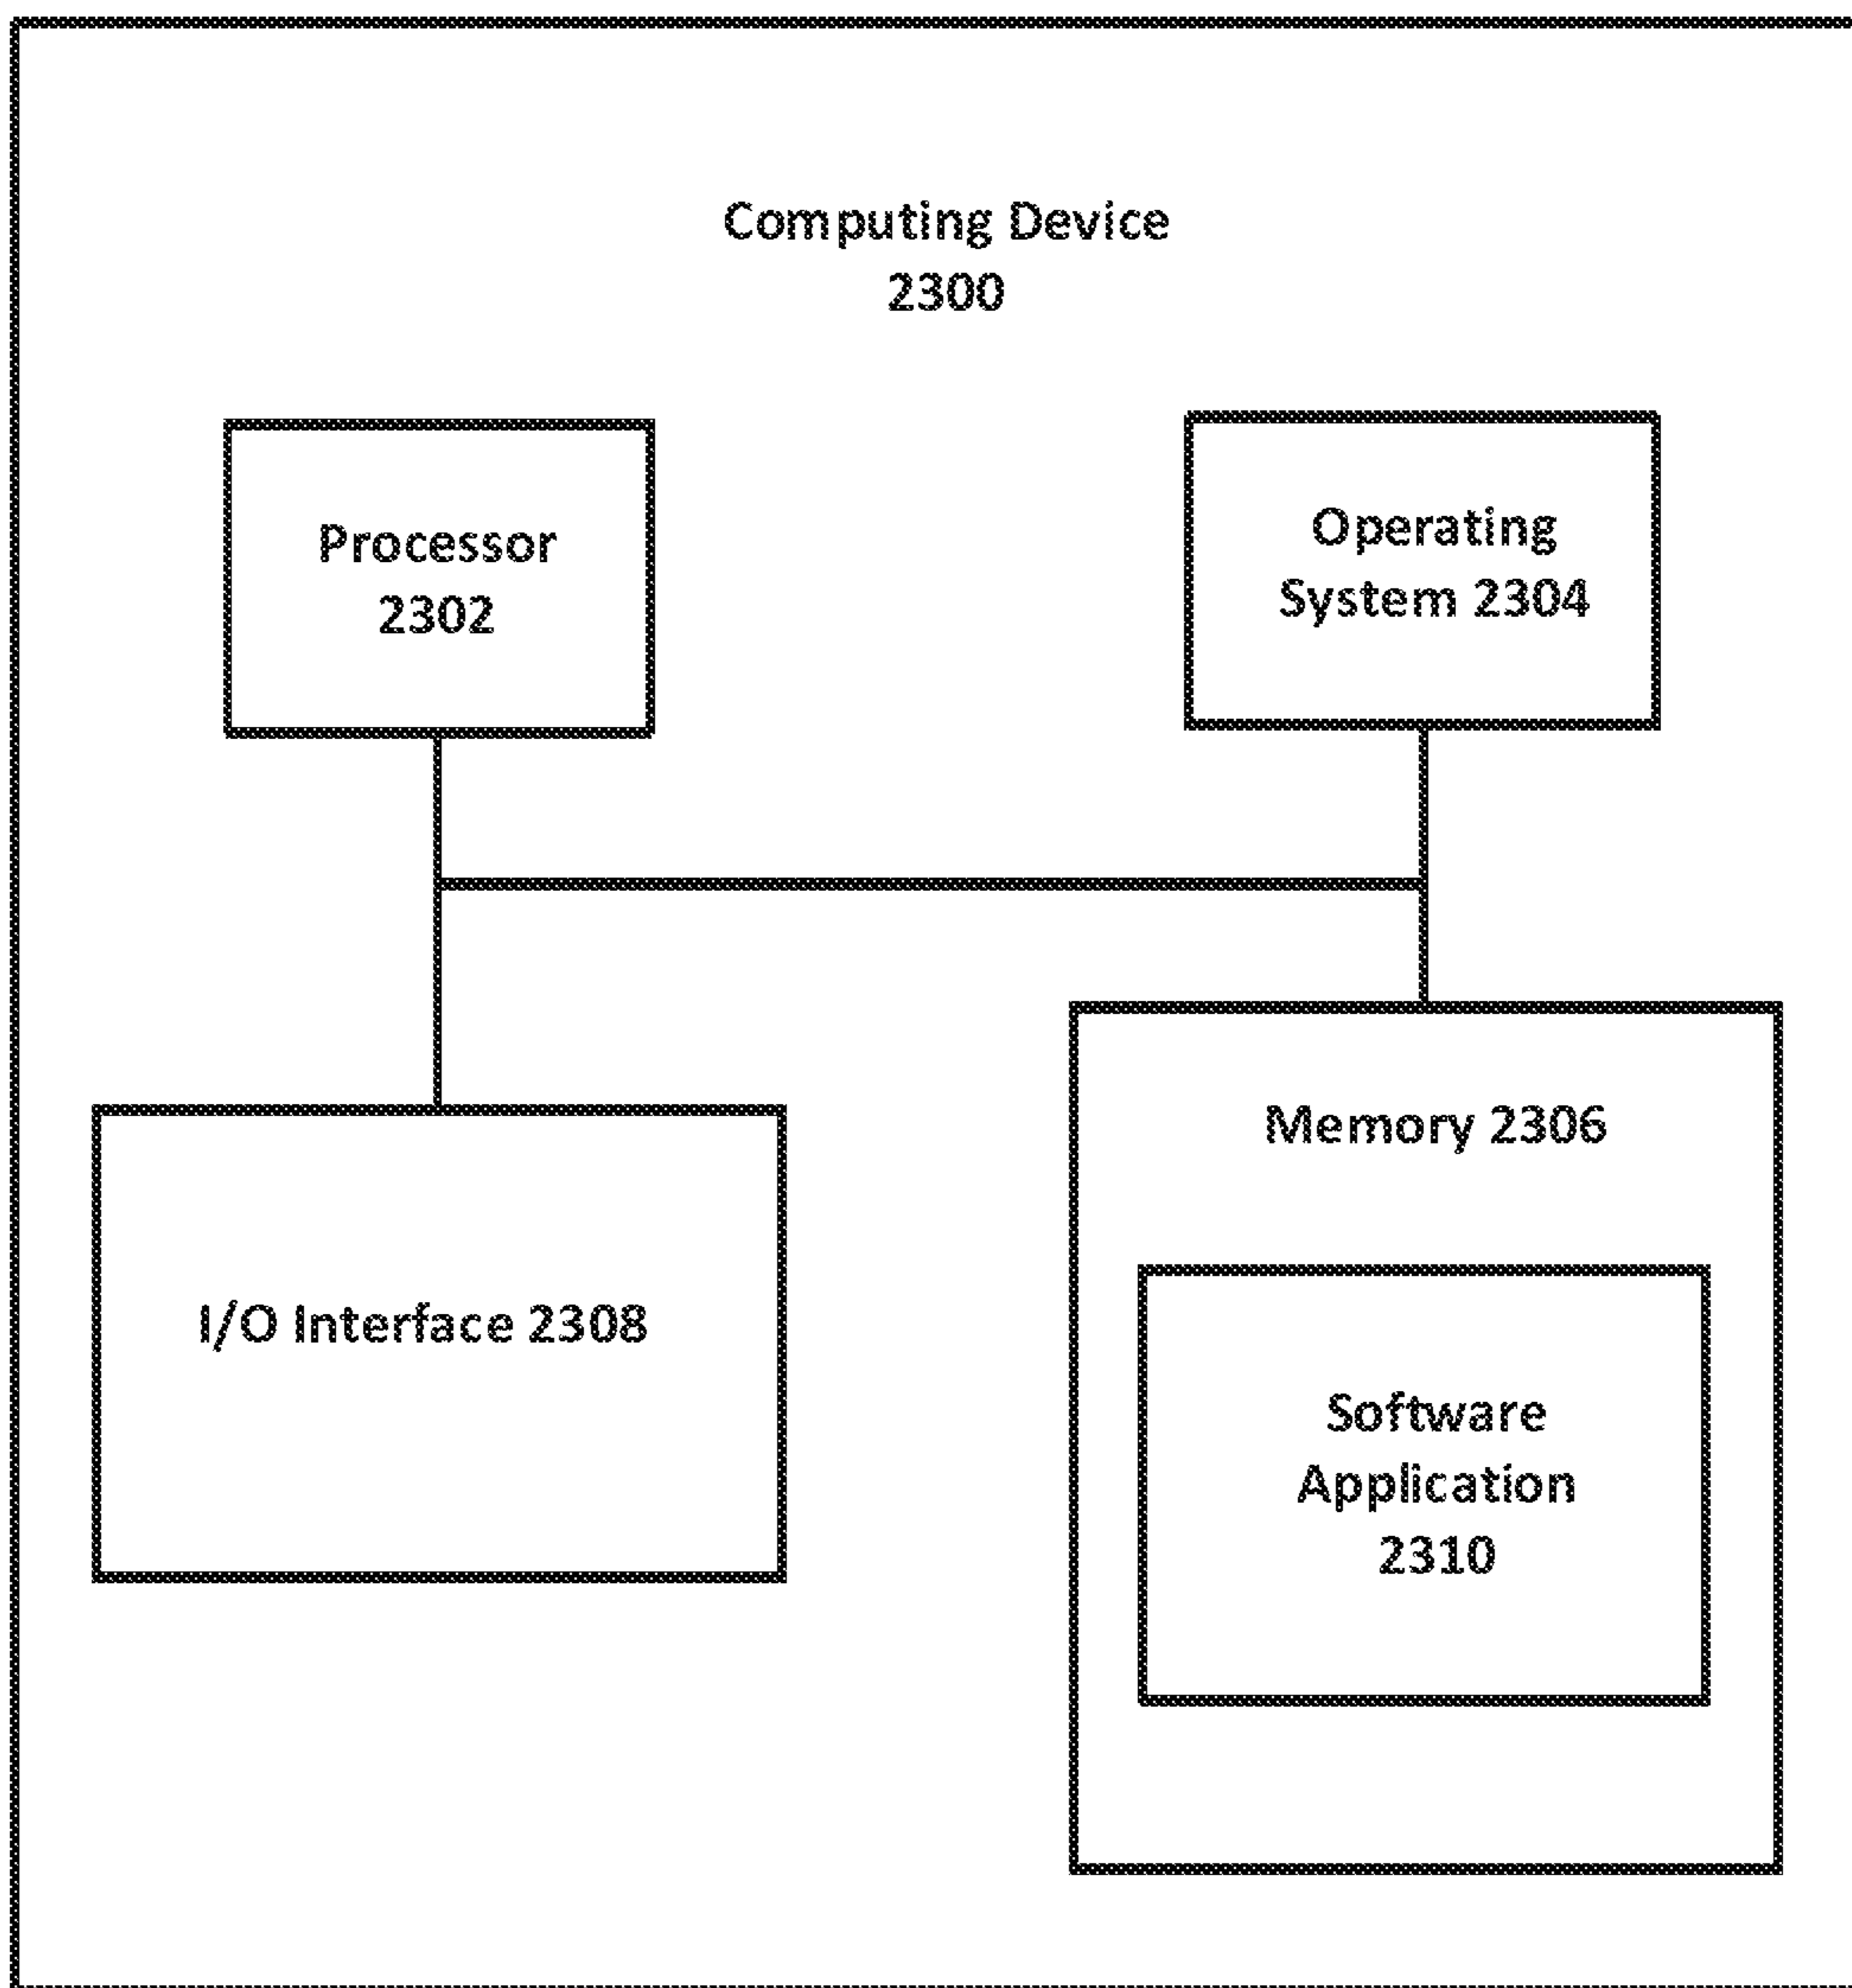 Computing Device
2300
Processor
2302
Operating
System 2304
I/O Interface 2308
Memory 2306
Software
Application
2310